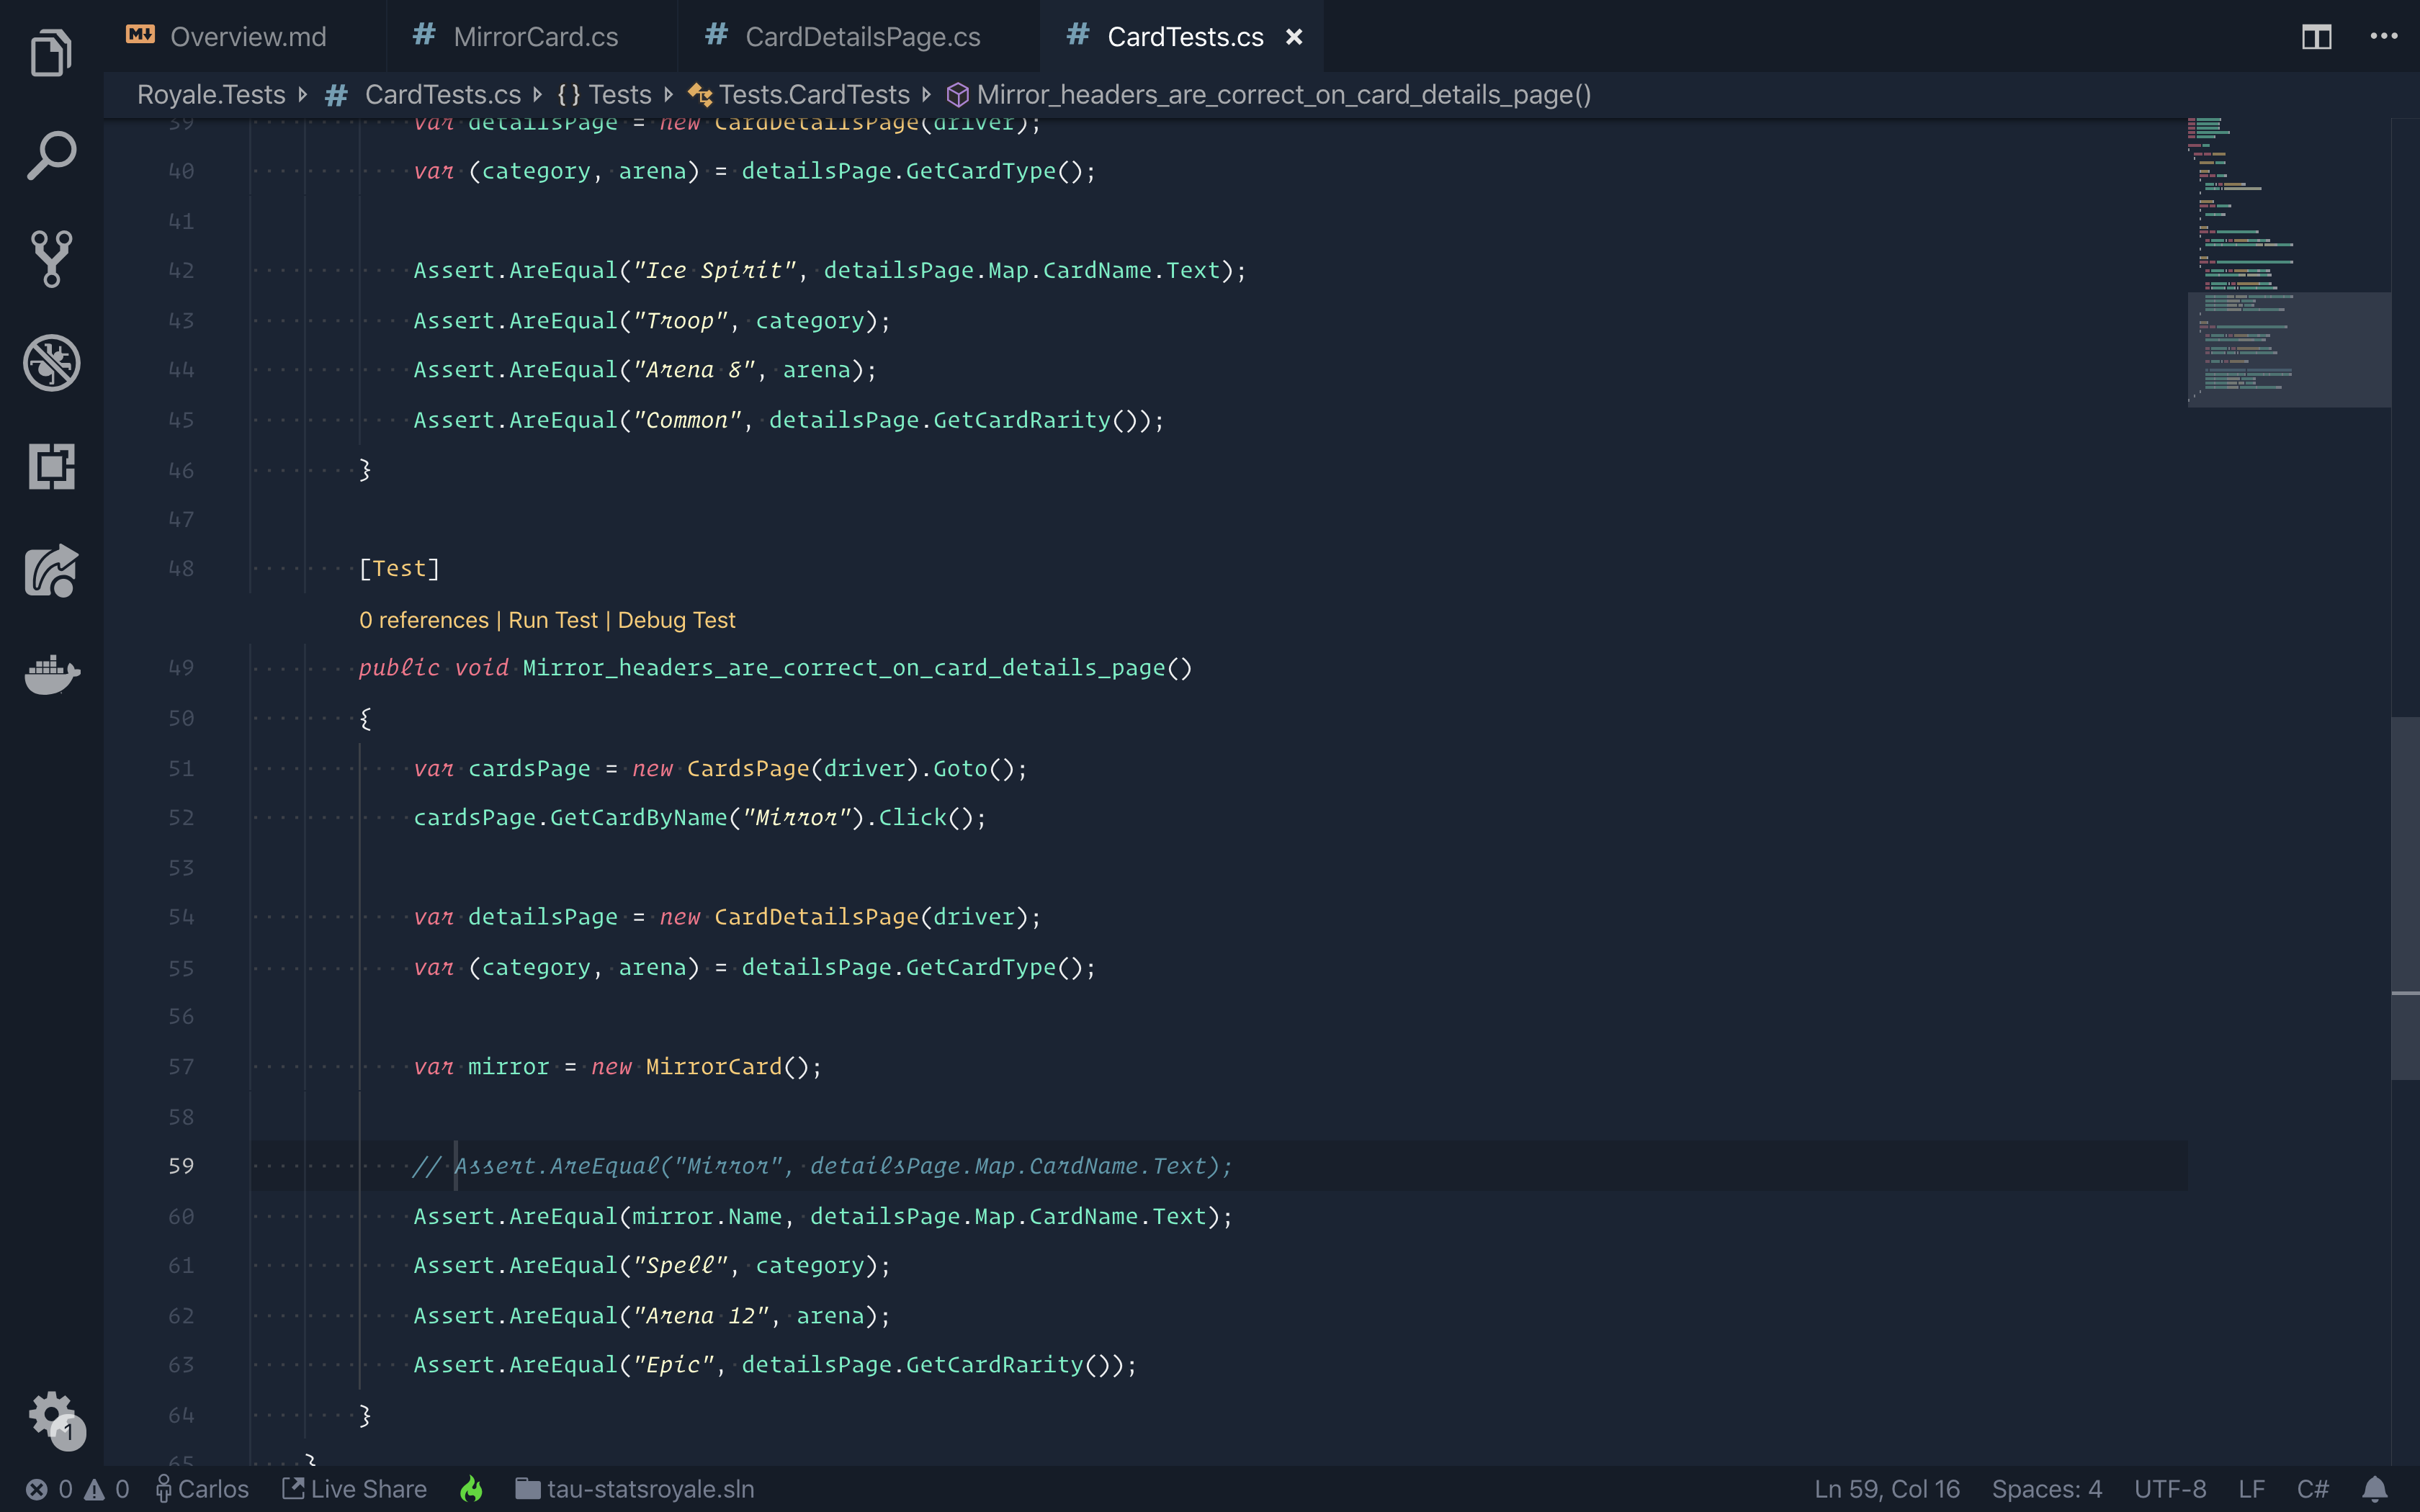 Overview.md
# MirrorCard.cs
# CardDetailsPage.cs
# CardTests.cs ×
Royale.Tests # CardTests.cs {} Tests Tests.CardTests Mirror_headers_are_correct_on_card_details_page()
39 var detailsPage = new CardDetailsPage(driver);
40 var (category, arena) = detailsPage.GetCardType();
41
42 Assert.AreEqual("Ice Spirit", detailsPage.Map.CardName.Text);
43 Assert.AreEqual("Troop", category);
44 Assert.AreEqual("Arena 8", arena);
45 Assert.AreEqual("Common", detailsPage.GetCardRarity());
46 }
47
48 [Test]
0 references | Run Test | Debug Test
49 public void Mirror_headers_are_correct_on_card_details_page()
50 {
51 var cardsPage = new CardsPage(driver).Goto();
52 cardsPage.GetCardByName("Mirror").Click();
53
54 var detailsPage = new CardDetailsPage(driver);
55 var (category, arena) = detailsPage.GetCardType();
56
57 var mirror = new MirrorCard();
58
59 // Assert.AreEqual("Mirror", detailsPage.Map.CardName.Text);
60 Assert.AreEqual(mirror.Name, detailsPage.Map.CardName.Text);
61 Assert.AreEqual("Spell", category);
62 Assert.AreEqual("Arena 12", arena);
63 Assert.AreEqual("Epic", detailsPage.GetCardRarity());
64 }
65 }
1
0 0 Carlos Live Share tau-statsroyale.sln Ln 59, Col 16 Spaces: 4 UTF-8 LF C#